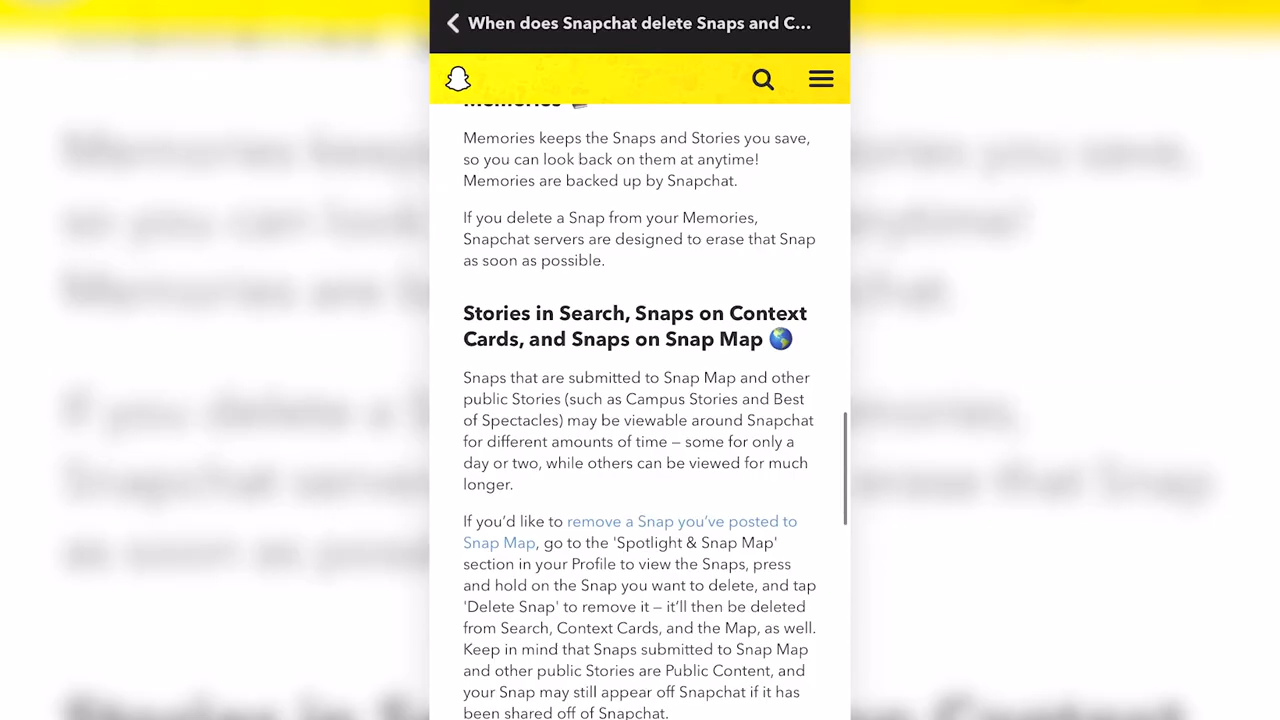 When does Snapchat delete Snaps and C...
Memories
Memories keeps the Snaps and Stories you save,
so you can look back on them at anytime!
Memories are backed up by Snapchat.
If you delete a Snap from your Memories,
Snapchat servers are designed to erase that Snap
as soon as possible.
Stories in Search, Snaps on Context
Cards, and Snaps on Snap Map 🌎
Snaps that are submitted to Snap Map and other
public Stories (such as Campus Stories and Best
of Spectacles) may be viewable around Snapchat
for different amounts of time – some for only a
day or two, while others can be viewed for much
longer.
If you’d like to remove a Snap you’ve posted to
Snap Map, go to the 'Spotlight & Snap Map'
section in your Profile to view the Snaps, press
and hold on the Snap you want to delete, and tap
'Delete Snap' to remove it – it’ll then be deleted
from Search, Context Cards, and the Map, as well.
Keep in mind that Snaps submitted to Snap Map
and other public Stories are Public Content, and
your Snap may still appear off Snapchat if it has
been shared off of Snapchat.